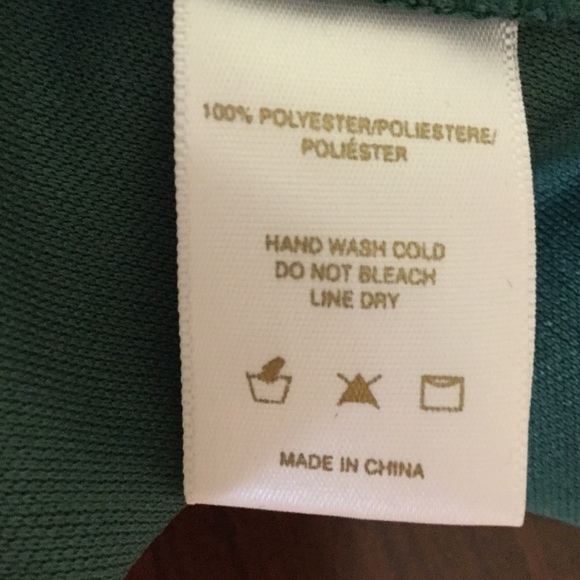 100% POLYESTER/POLIESTERE/
POLIÉSTER
HAND WASH COLD
DO NOT BLEACH
LINE DRY
MADE IN CHINA